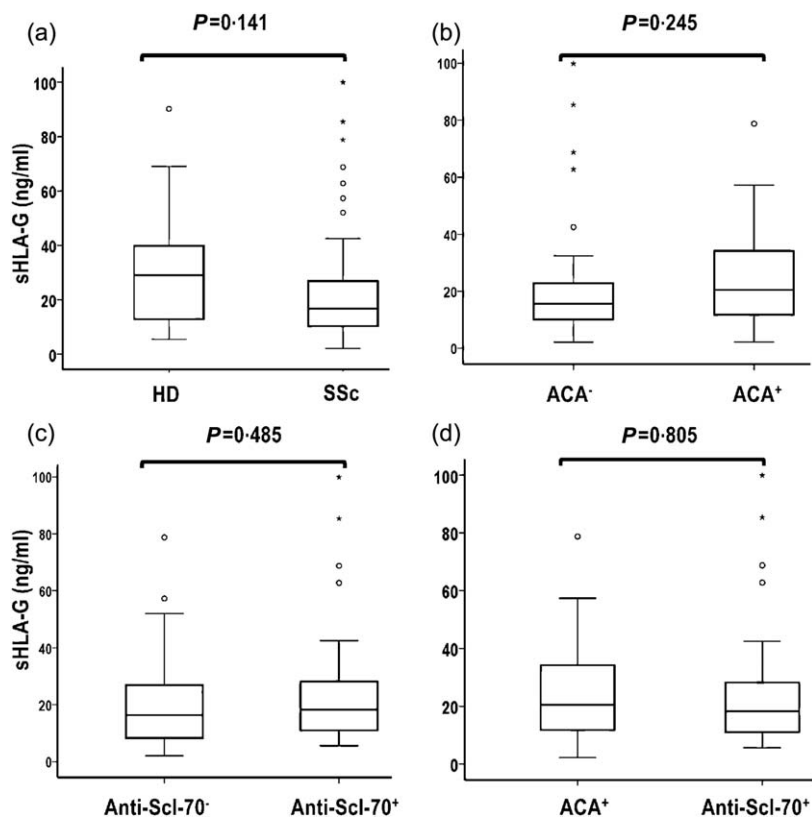 (a)
P=0·141
sHLA-G (ng/ml)
100
80
60
40
20
0
HD
SSc
(b)
P=0·245
100
80
60
40
20
0
ACA-
ACA+
(c)
P=0·485
sHLA-G (ng/ml)
100
80
60
40
20
0
Anti-Scl-70-
Anti-Scl-70+
(d)
P=0·805
100
80
60
40
20
0
ACA+
Anti-Scl-70+